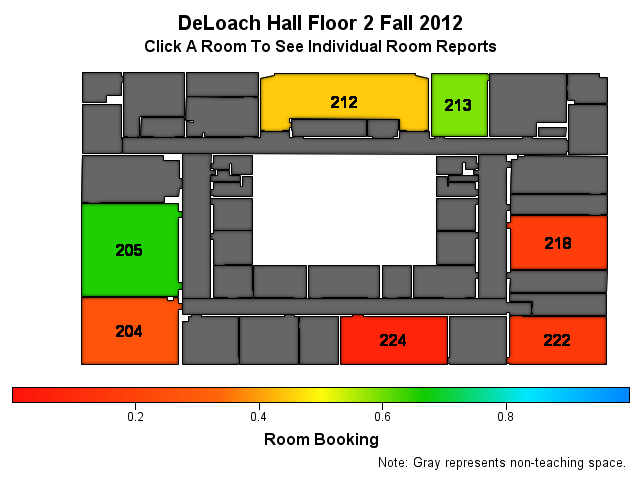 DeLoach Hall Floor 2 Fall 2012
Click A Room To See Individual Room Reports
212
213
205
218
204
224
222
0.2 0.4 0.6 0.8
Room Booking
Note: Gray represents non-teaching space.